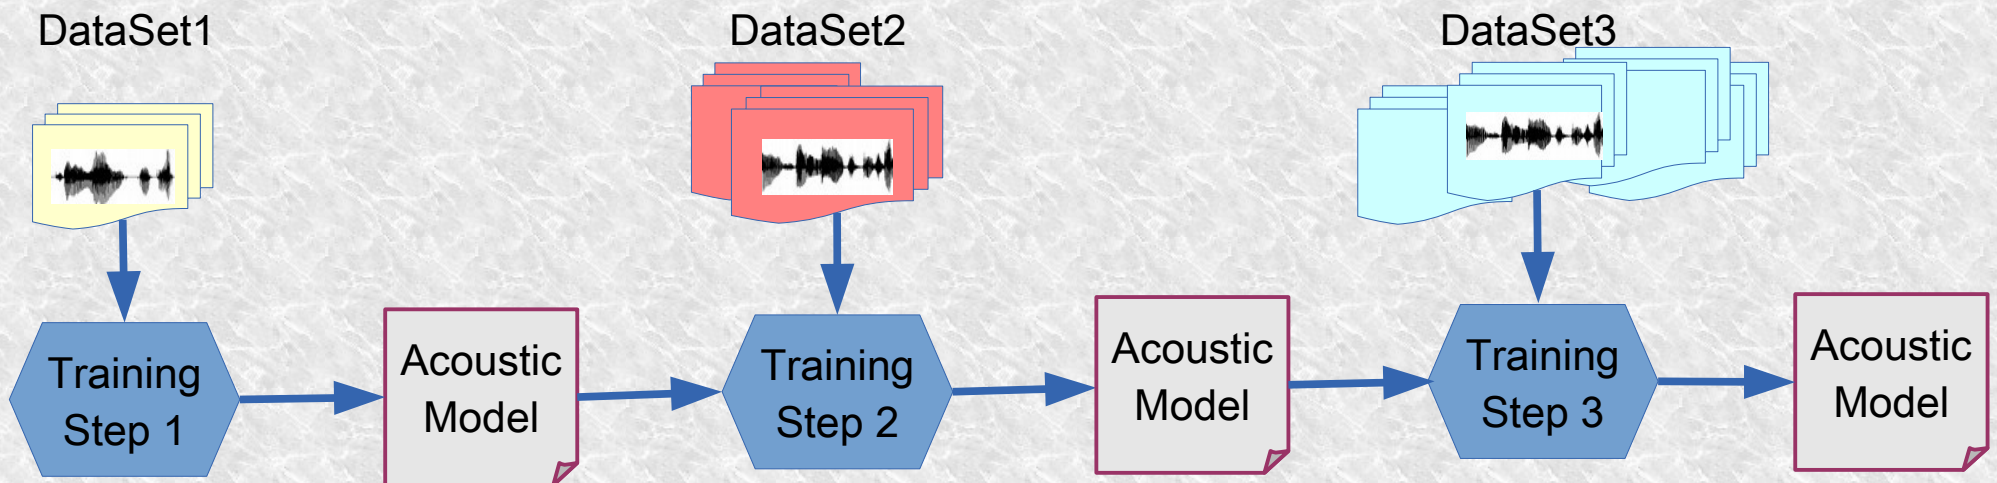 DataSet1
DataSet2
DataSet3
Training
Step 1
Acoustic
Model
Training
Step 2
Acoustic
Model
Training
Step 3
Acoustic
Model